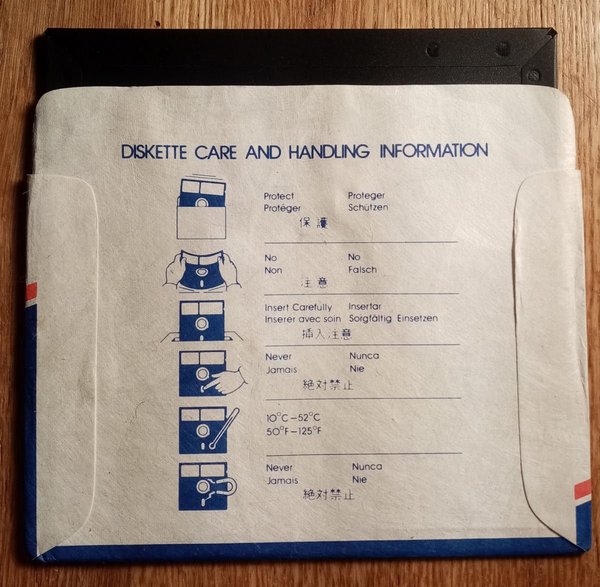 DISKETTE CARE AND HANDLING INFORMATION
Protect Proteger
Protéger Schützen
保護
No No
Non Falsch
注意
Insert Carefully Insertar
Inserer avec soin Sorgfältig Einsetzen
挿入注意
Never Nunca
Jamais Nie
絶対禁止
10°C–52°C
50°F–125°F
Never Nunca
Jamais Nie
絶対禁止